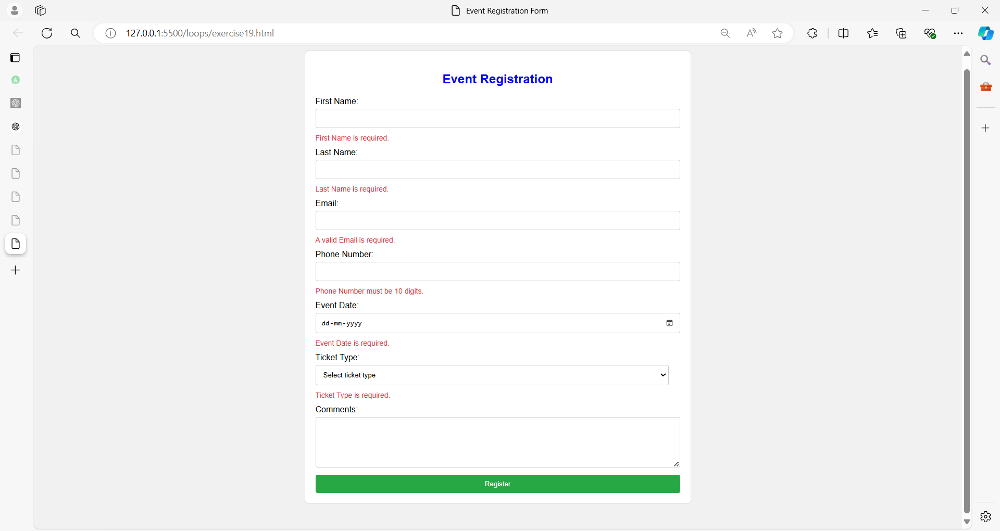 Event Registration Form
127.0.0.1:5500/loops/exercise19.html
Event Registration
First Name:
First Name is required.
Last Name:
Last Name is required.
Email:
A valid Email is required.
Phone Number:
Phone Number must be 10 digits.
Event Date:
dd-mm-yyyy
Event Date is required.
Ticket Type:
Select ticket type
Ticket Type is required.
Comments:
Register